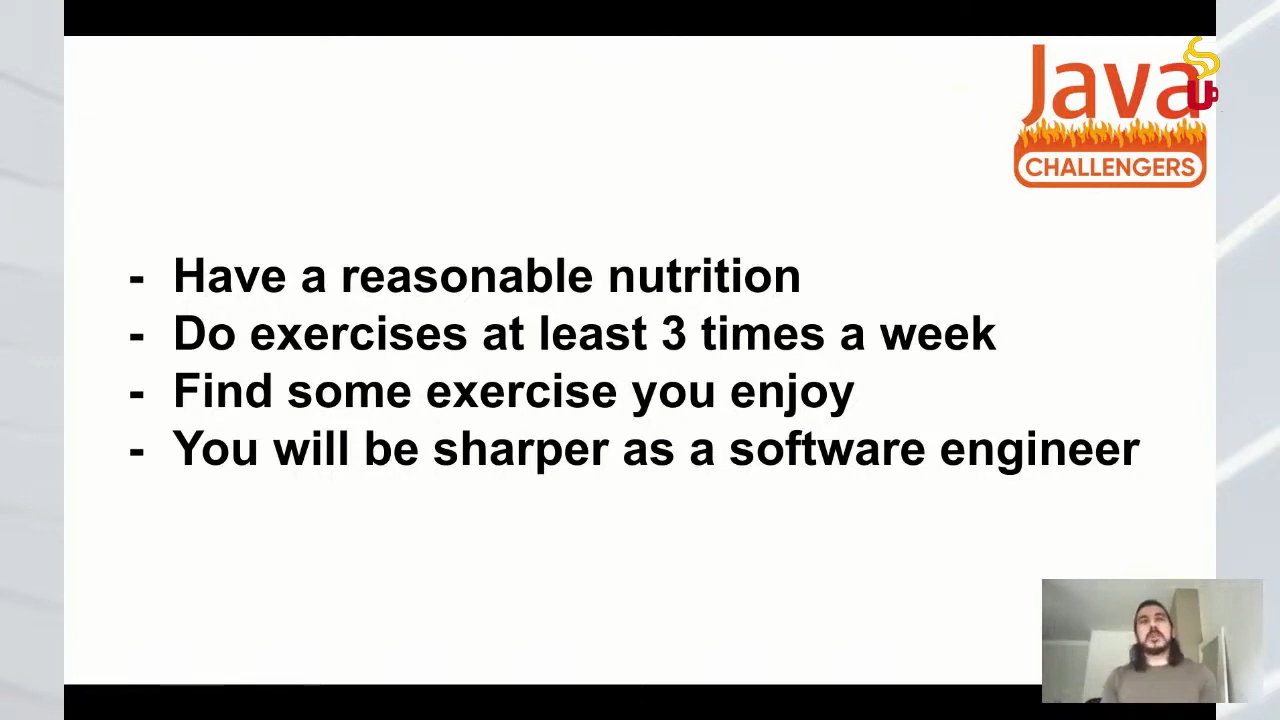 Java
CHALLENGERS
- Have a reasonable nutrition
- Do exercises at least 3 times a week
- Find some exercise you enjoy
- You will be sharper as a software engineer